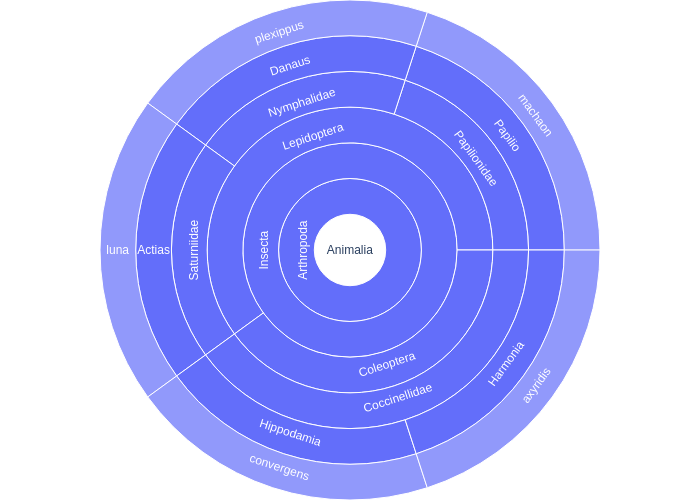 Animalia
Arthropoda
Insecta
Lepidoptera
Coleoptera
Nymphalidae
Papilionidae
Saturniidae
Coccinellidae
Danaus
Papilio
Actias
Hippodamia
Harmonia
plexippus
machaon
luna
convergens
axyridis